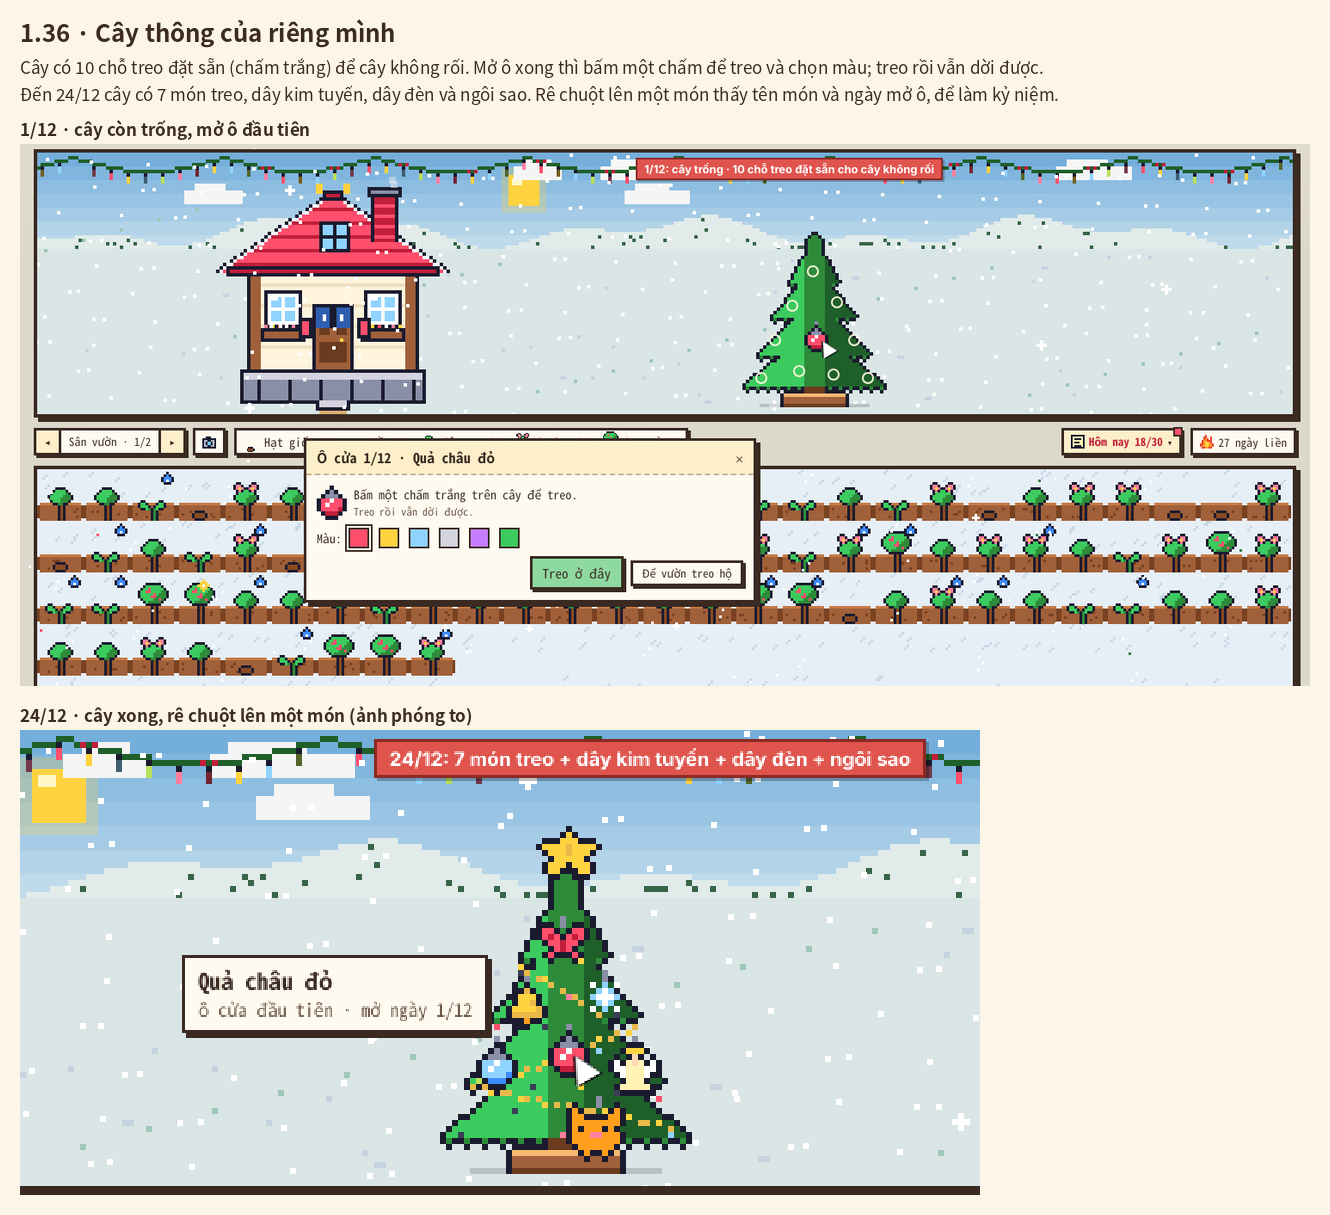 1.36 · Cây thông của riêng mình
Cây có 10 chỗ treo đặt sẵn (chấm trắng) để cây không rối. Mở ô xong thì bấm một chấm để treo và chọn màu; treo rồi vẫn dời được.
Đến 24/12 cây có 7 món treo, dây kim tuyến, dây đèn và ngôi sao. Rê chuột lên một món thấy tên món và ngày mở ô, để làm kỷ niệm.
1/12 · cây còn trống, mở ô đầu tiên
1/12: cây trống · 10 chỗ treo đặt sẵn cho cây không rối
Sân vườn · 1/2
Hạt gi
Hôm nay 18/30
27 ngày liền
Ô cửa 1/12 · Quả châu đỏ
Bấm một chấm trắng trên cây để treo.
Treo rồi vẫn dời được.
Màu:
Treo ở đây
Để vườn treo hộ
24/12 · cây xong, rê chuột lên một món (ảnh phóng to)
24/12: 7 món treo + dây kim tuyến + dây đèn + ngôi sao
Quả châu đỏ
ô cửa đầu tiên · mở ngày 1/12